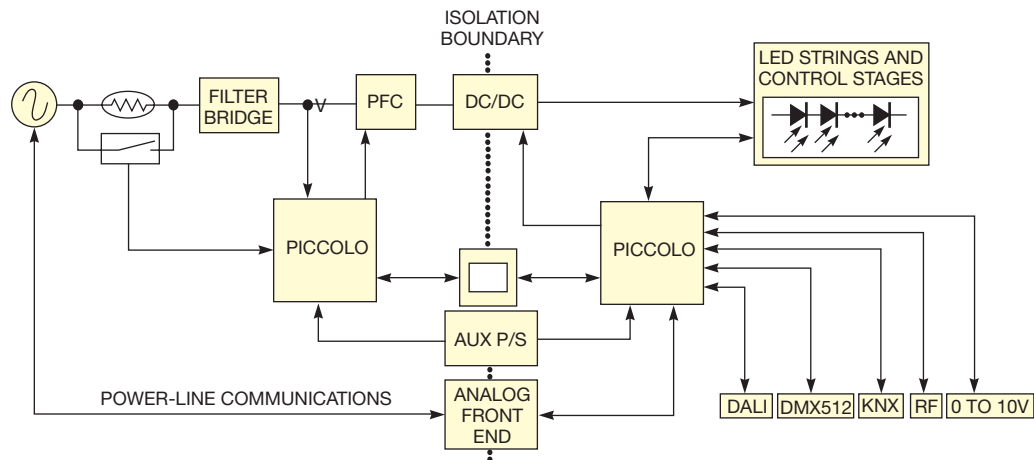 ISOLATION
BOUNDARY
LED STRINGS AND
CONTROL STAGES
FILTER
BRIDGE
V
PFC
DC/DC
PICCOLO
PICCOLO
AUX P/S
POWER-LINE COMMUNICATIONS
ANALOG
FRONT
END
DALI
DMX512
KNX
RF
0 TO 10V